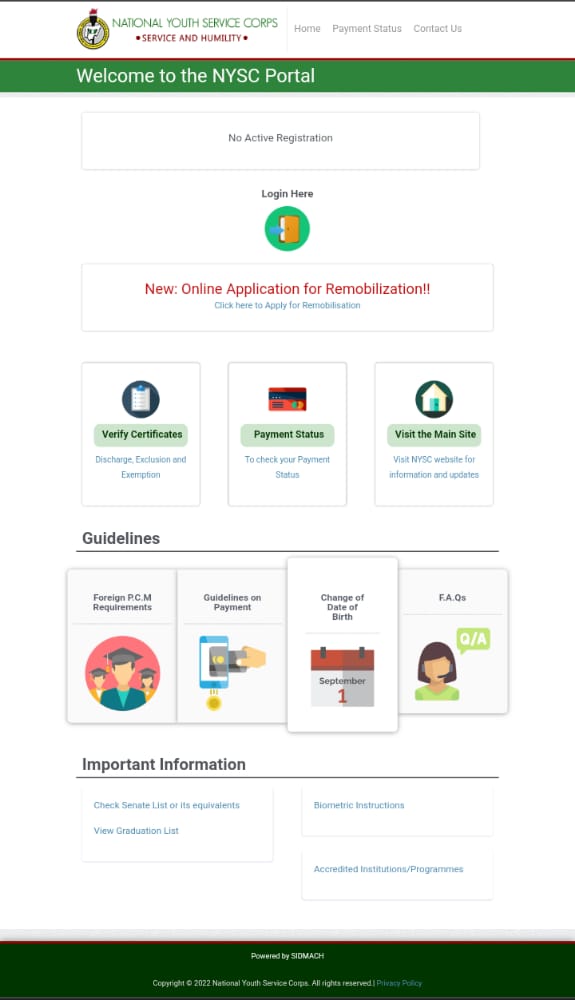 NATIONAL YOUTH SERVICE CORPS
•SERVICE AND HUMILITY•
Home Payment Status Contact Us
Welcome to the NYSC Portal
No Active Registration
Login Here
New: Online Application for Remobilization!!
Click here to Apply for Remobilisation
Verify Certificates
Discharge, Exclusion and
Exemption
Payment Status
To check your Payment
Status
Visit the Main Site
Visit NYSC website for
information and updates
Guidelines
Foreign P.C.M
Requirements
Guidelines on
Payment
Change of
Date of
Birth
September
1
F.A.Qs
Q/A
Important Information
Check Senate List or its equivalents
View Graduation List
Biometric Instructions
Accredited Institutions/Programmes
Powered by SIDMACH
Copyright © 2022 National Youth Service Corps. All rights reserved.| Privacy Policy